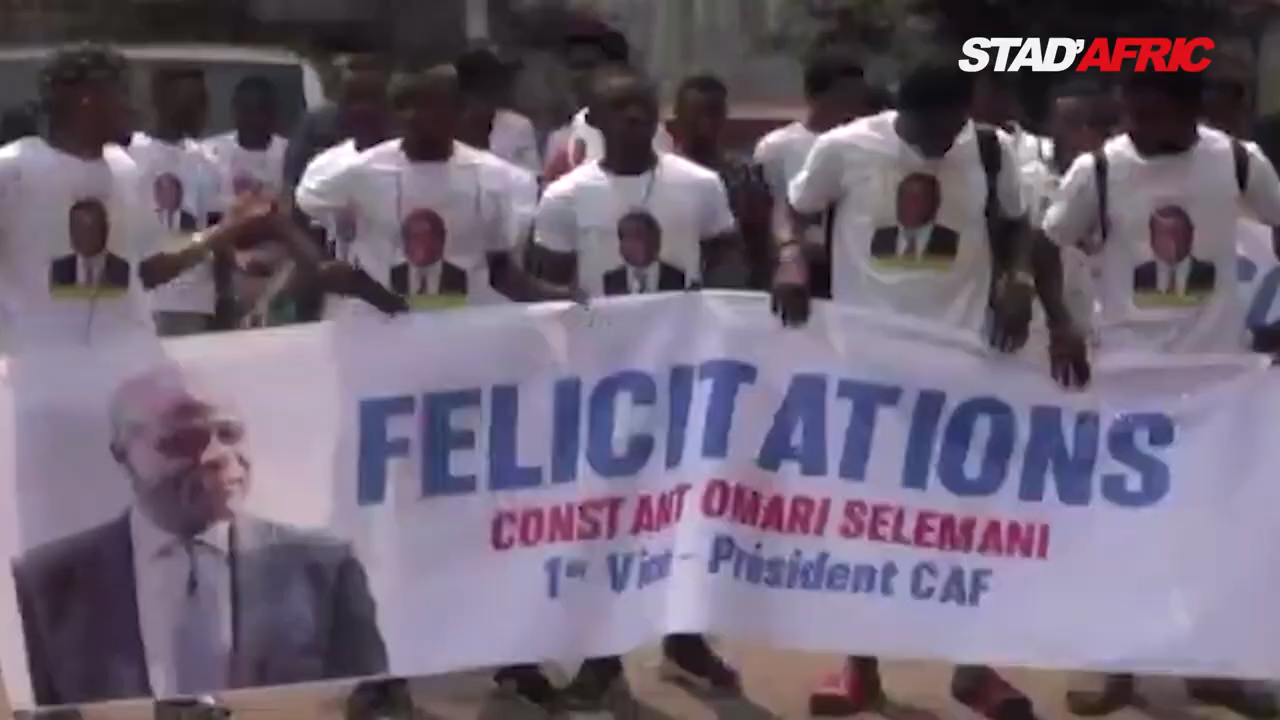 STAD'AFRIC
FELICITATIONS
CONSTANT OMARI SELEMANI
1er Vice - Président CAF